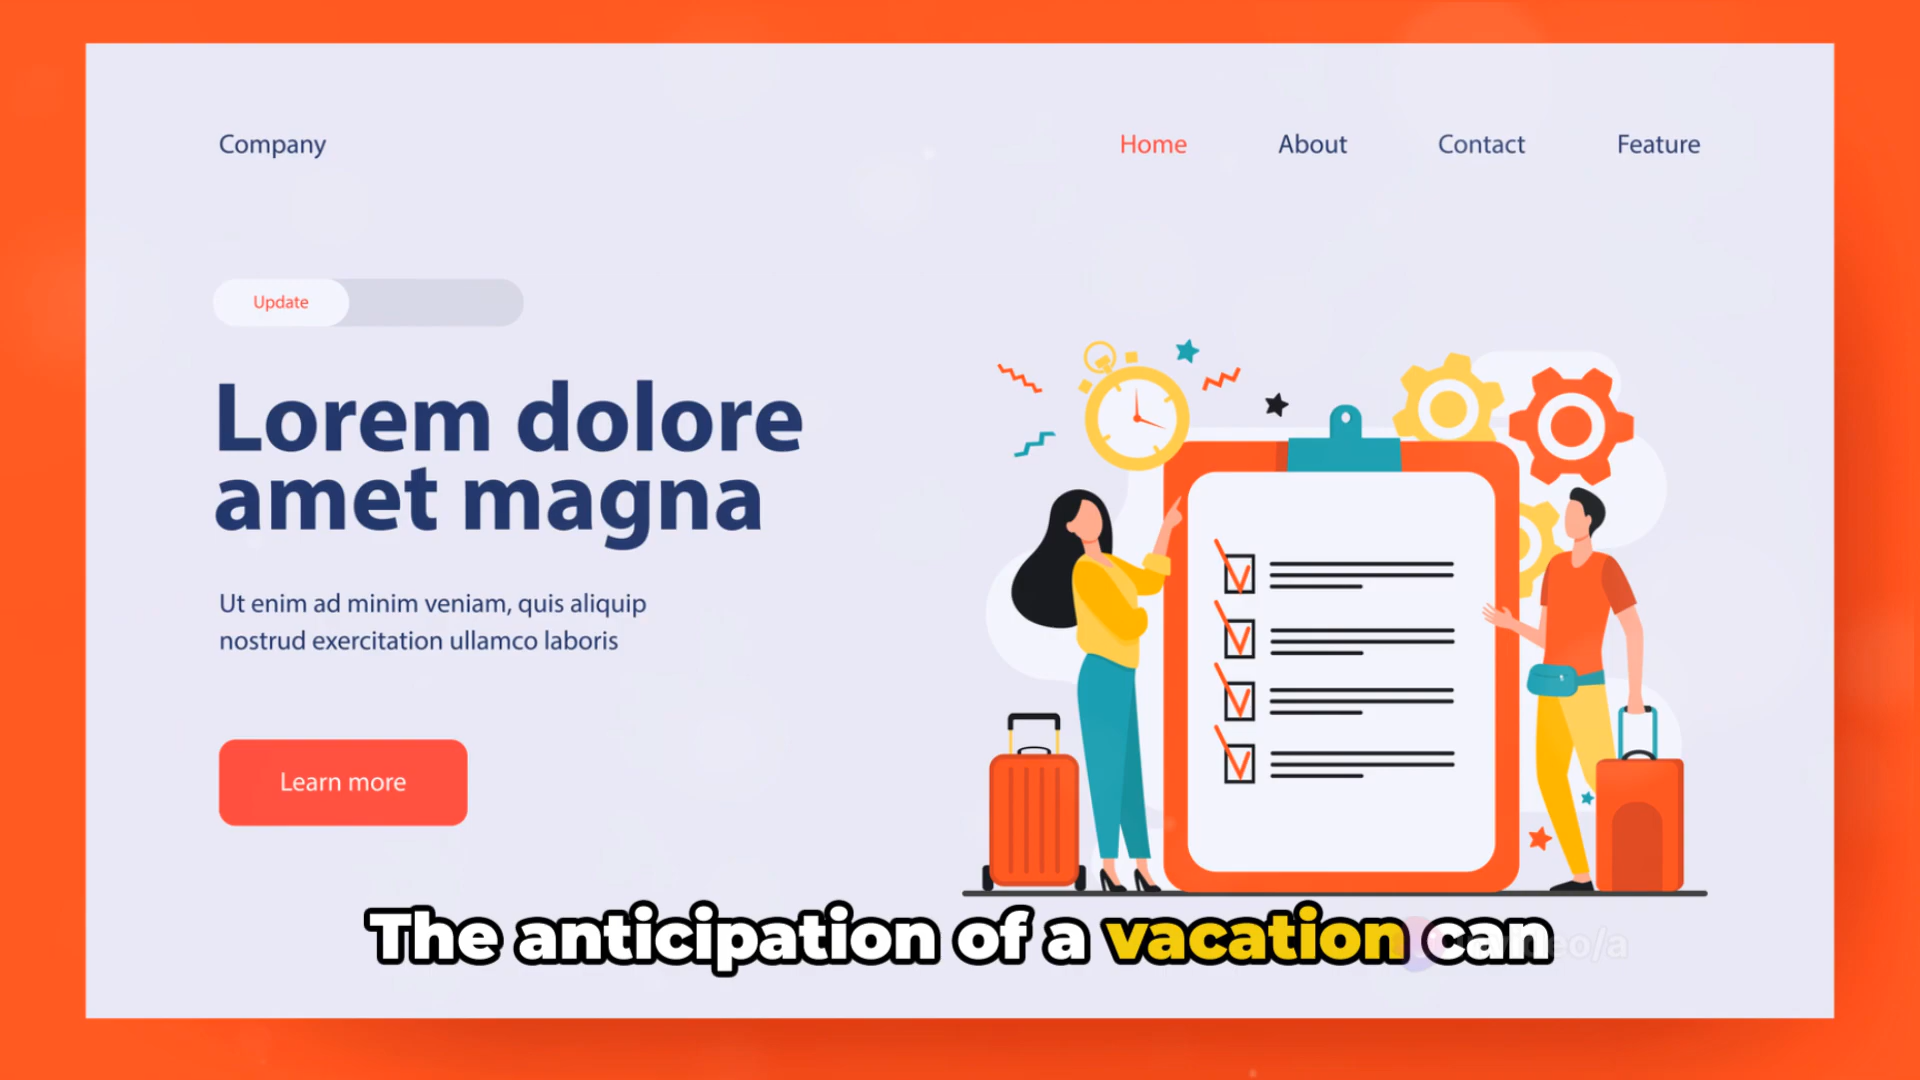 Company
Home About Contact Feature
Update
Lorem dolore
amet magna
Ut enim ad minim veniam, quis aliquip
nostrud exercitation ullamco laboris
Learn more
The anticipation of a vacation can